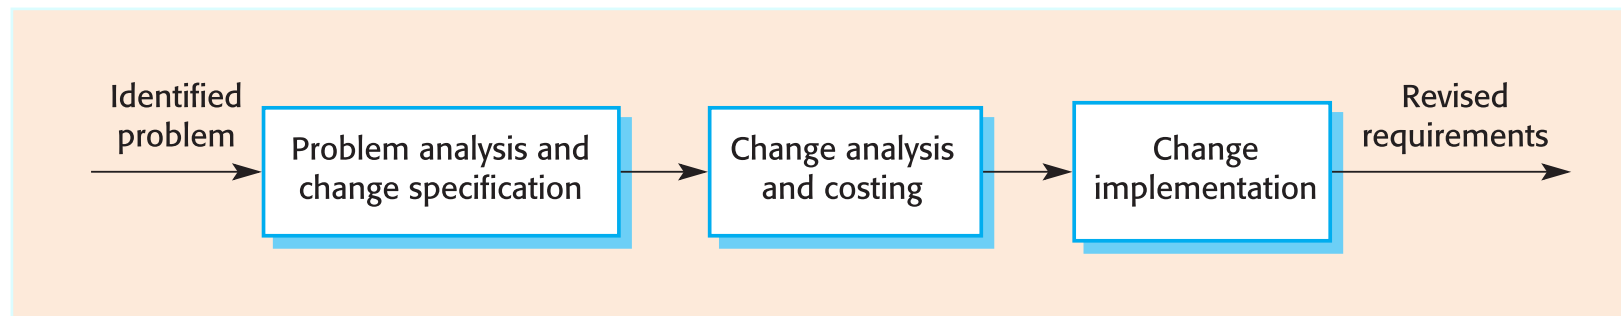 Identified
problem
Problem analysis and
change specification
Change analysis
and costing
Change
implementation
Revised
requirements